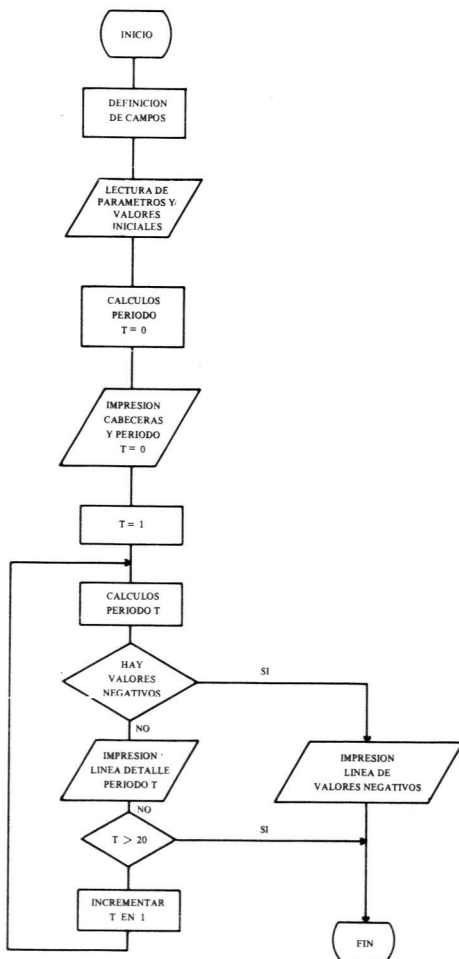 INICIO
DEFINICION
DE CAMPOS
LECTURA DE
PARAMETROS Y
VALORES
INICIALES
CALCULOS
PERIODO
T = 0
IMPRESION
CABECERAS
Y PERIODO
T = 0
T = 1
CALCULOS
PERIODO T
HAY
VALORES
NEGATIVOS
SI
NO
IMPRESION
LINEA DETALLE
PERIODO T
IMPRESION
LINEA DE
VALORES NEGATIVOS
NO
T > 20
SI
INCREMENTAR
T EN 1
FIN